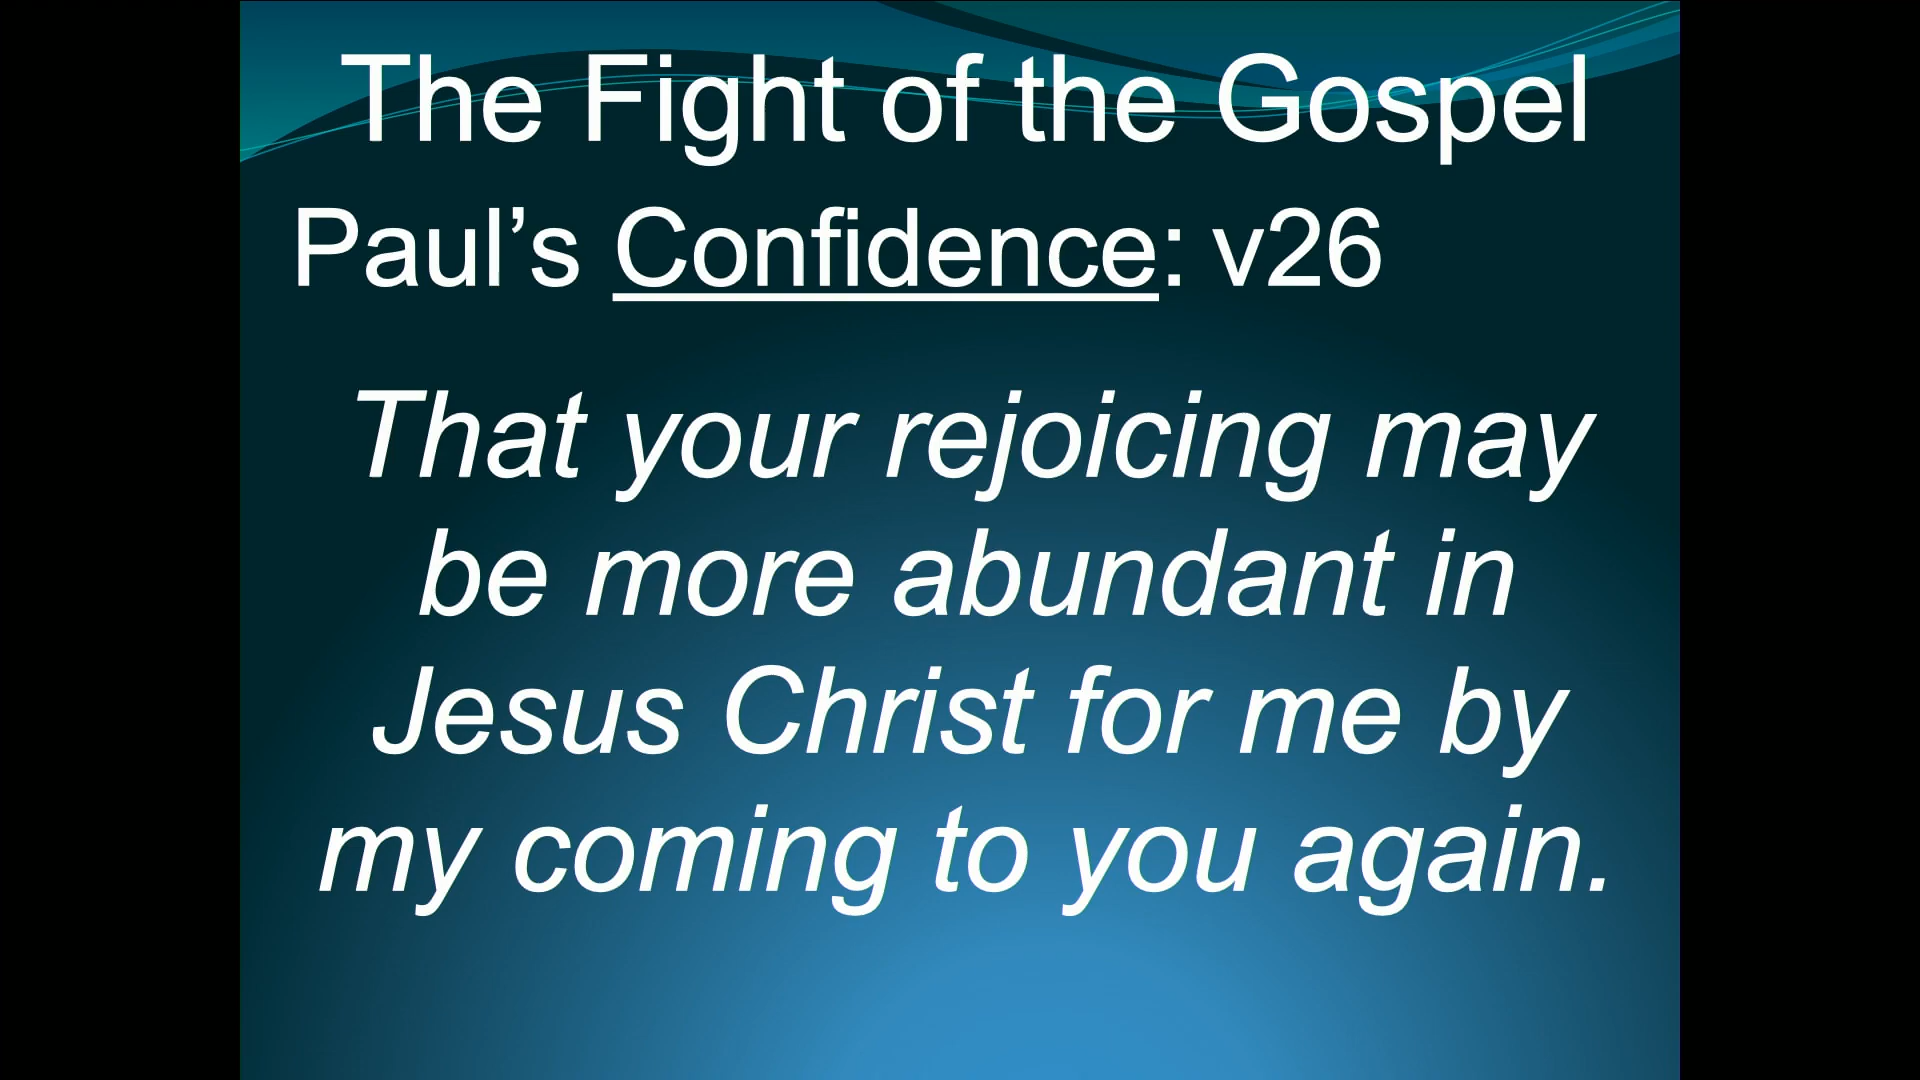 The Fight of the Gospel
Paul’s Confidence: v26
That your rejoicing may
be more abundant in
Jesus Christ for me by
my coming to you again.